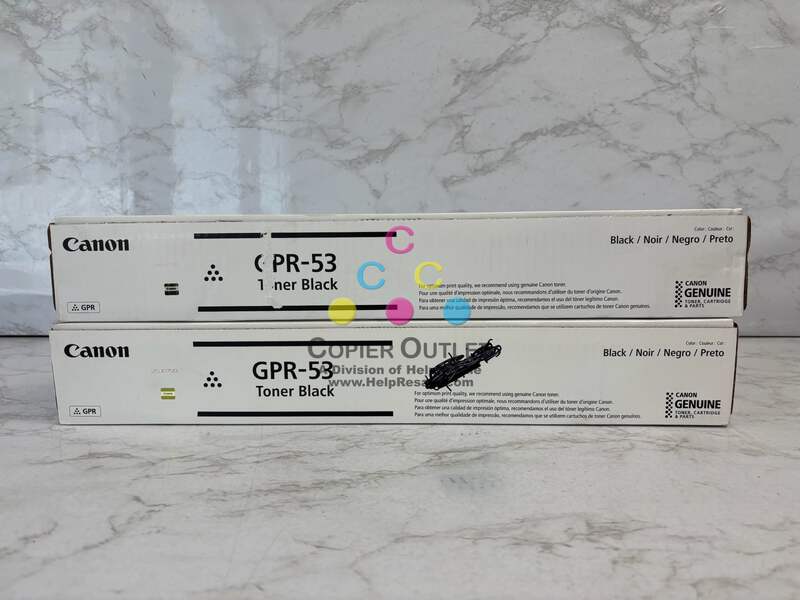 Canon
GPR-53
Toner Black
GPR
Color : Couleur : Col :
Black / Noir / Negro / Preto
For optimum print quality, we recommend using genuine Canon toner.
Pour une qualité d'impression optimale, nous recommandons d'utiliser du toner d'origine Canon.
Para obtener una calidad de impresión óptima, recomendamos el uso del tóner legítimo Canon.
Para uma melhor qualidade de impressão, recomendamos que se utilizem cartuchos de toner Canon genuínos.
CANON
GENUINE
TONER, CARTRIDGE
& PARTS
C
C C
COPIER OUTLET
A Division of Help
www.HelpRes
Canon
GPR-53
Toner Black
GPR
Color : Couleur : Col :
Black / Noir / Negro / Preto
For optimum print quality, we recommend using genuine Canon toner.
Pour une qualité d'impression optimale, nous recommandons d'utiliser du toner d'origine Canon.
Para obtener una calidad de impresión óptima, recomendamos el uso del tóner legítimo Canon.
Para uma melhor qualidade de impressão, recomendamos que se utilizem cartuchos de toner Canon genuínos.
CANON
GENUINE
TONER, CARTRIDGE
& PARTS